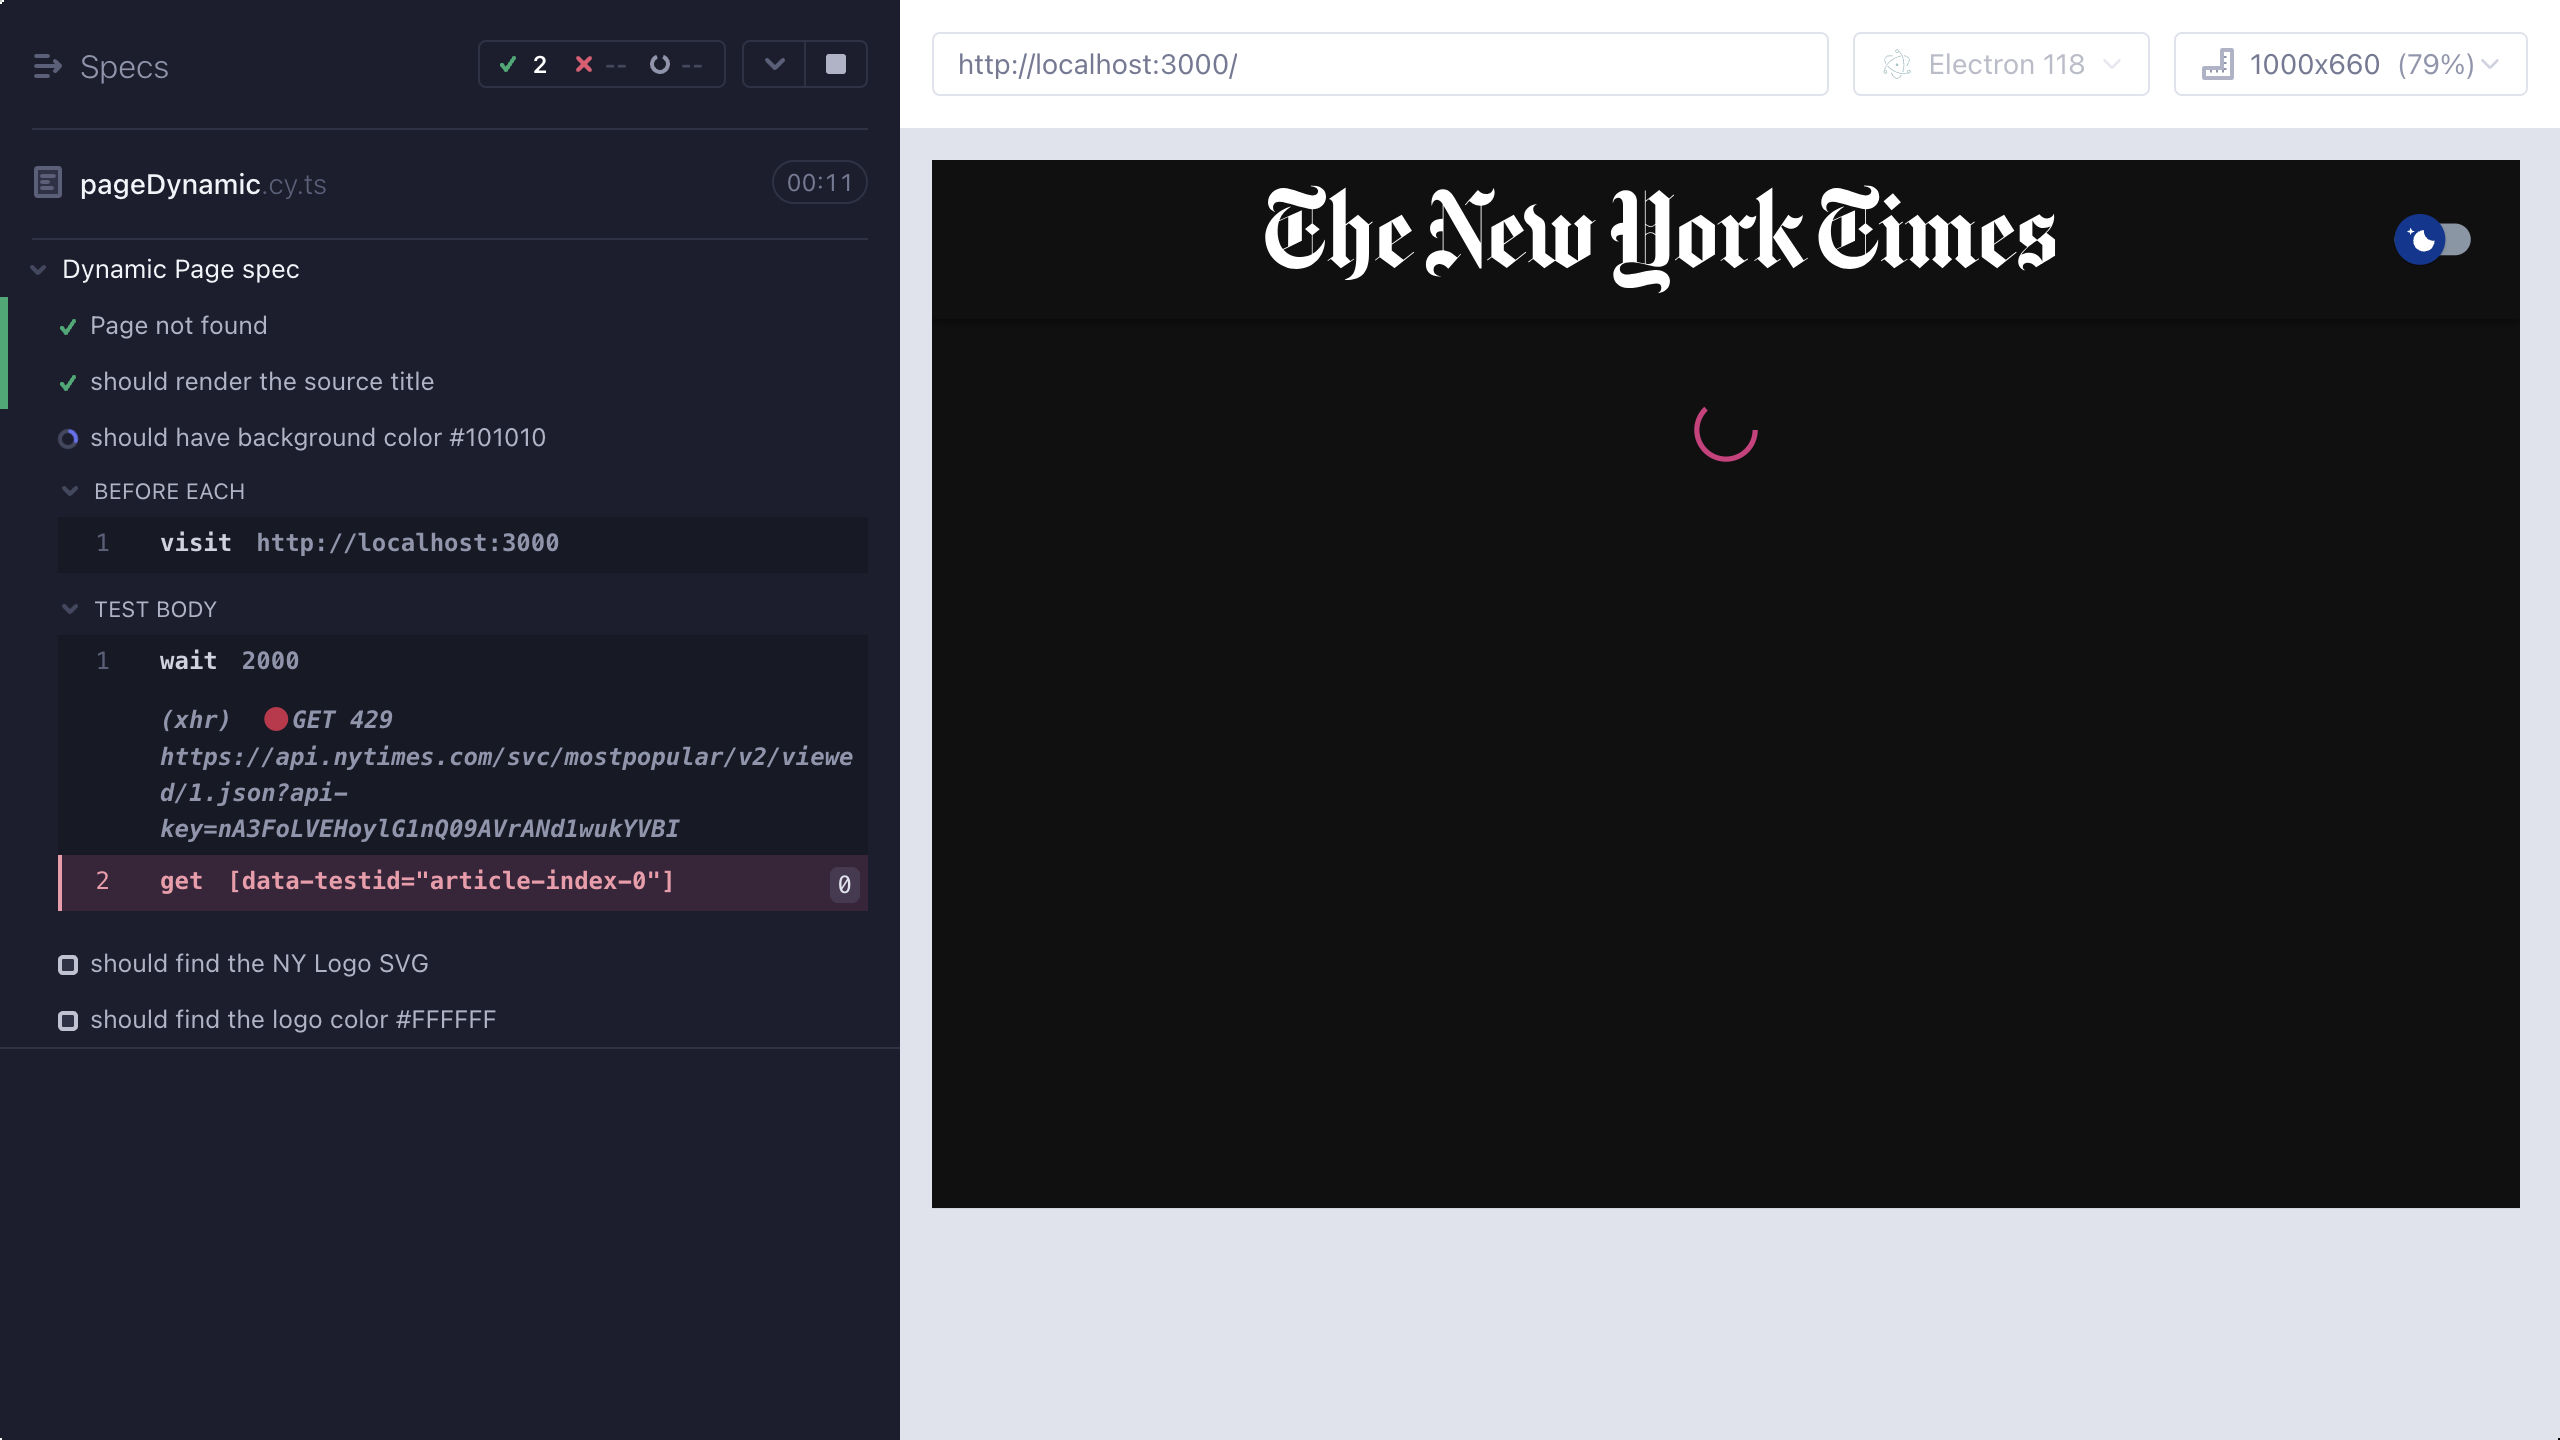 Specs
2 -- --
pageDynamic.cy.ts
00:11
Dynamic Page spec
Page not found
should render the source title
should have background color #101010
BEFORE EACH
1 visit http://localhost:3000
TEST BODY
1 wait 2000
(xhr) GET 429
https://api.nytimes.com/svc/mostpopular/v2/viewe
d/1.json?api-
key=nA3FoLVEHoylG1nQ09AVrANd1wukYVBI
2 get [data-testid="article-index-0"] 0
should find the NY Logo SVG
should find the logo color #FFFFFF
http://localhost:3000/
Electron 118
1000x660 (79%)
The New York Times